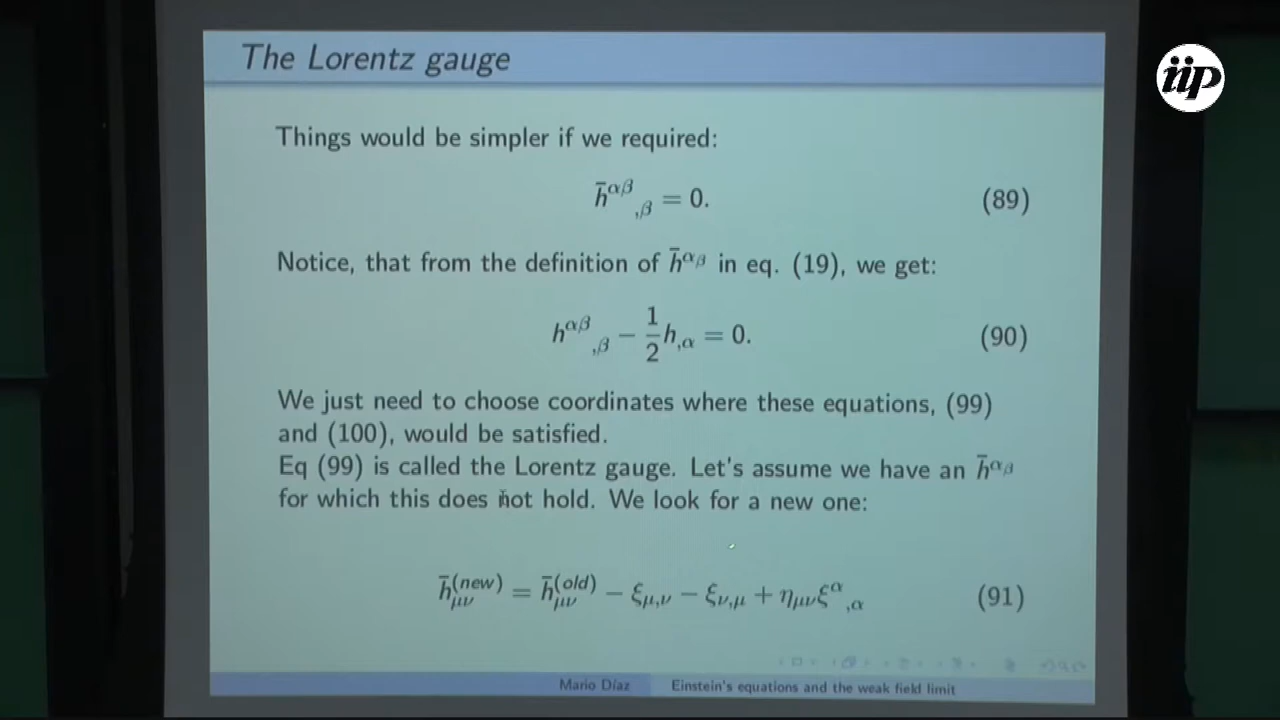 The Lorentz gauge
iip
Things would be simpler if we required:
h̄^{αβ}_{,β} = 0. (89)
Notice, that from the definition of h̄^{αβ} in eq. (19), we get:
h^{αβ}_{,β} − \frac{1}{2} h_{,α} = 0. (90)
We just need to choose coordinates where these equations, (99)
and (100), would be satisfied.
Eq (99) is called the Lorentz gauge. Let's assume we have an h̄^{αβ}
for which this does not hold. We look for a new one:
h̄_{μν}^{(new)} = h̄_{μν}^{(old)} − ξ_{μ,ν} − ξ_{ν,μ} + η_{μν}ξ^{α}_{,α} (91)
Mario Díaz Einstein's equations and the weak field limit